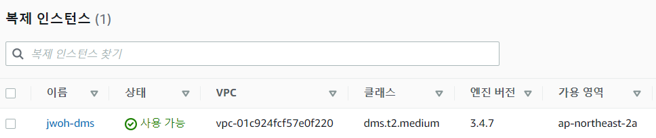 복제 인스턴스 (1)
복제 인스턴스 찾기
이름 상태 VPC 클래스 엔진 버전 가용 영역
jwoh-dms 사용 가능 vpc-01c924fcf57e0f220 dms.t2.medium 3.4.7 ap-northeast-2a